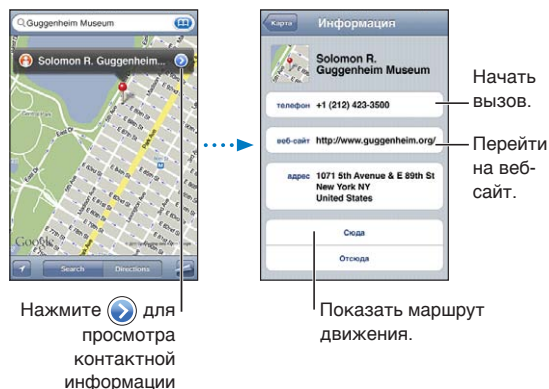 Guggenheim Museum
Solomon R. Guggenheim...
Google
Search
Directions
Нажмите для
просмотра
контактной
информации
Карта
Информация
Solomon R.
Guggenheim Museum
телефон +1 (212) 423-3500
веб-сайт http://www.guggenheim.org/
адрес 1071 5th Avenue & E 89th St
New York NY
United States
Сюда
Отсюда
Начать
вызов.
Перейти
на веб-
сайт.
Показать маршрут
движения.